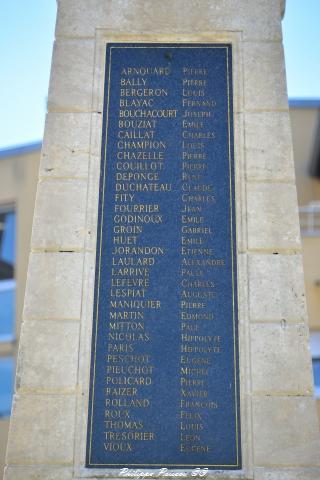 ARNOUARD PIERRE
BALLY PIERRE
BERGERON LOUIS
BLAYAC FERNAND
BOUCHACOURT JOSEPH
BOUZIAT EMILE
CAILLAT CHARLES
CHAMPION LOUIS
CHAZELLE PIERRE
COUILLOT PIERRE
DEPONGE RENE
DUCHATEAU CLAUDE
FITY CHARLES
FOURRIER JEAN
GODINOUX EMILE
GROIN GABRIEL
HUET EMILE
JORANDON ETIENNE
LAULARD ALEXANDRE
LARRIVE PAUL
LEFEVRE CHARLES
LESPIAT AUGUSTE
MANIQUIER PIERRE
MARTIN EDMOND
MITTON PAUL
NICOLAS HIPPOLYTE
PARIS HIPPOLYTE
PESCHOT EUGENE
PIEUCHOT MICHEL
POLICARD PIERRE
RAIZER XAVIER
ROLLAND FRANCOIS
ROUX FELIX
THOMAS LOUIS
TRESORIER LEON
VIOUX EUGENE